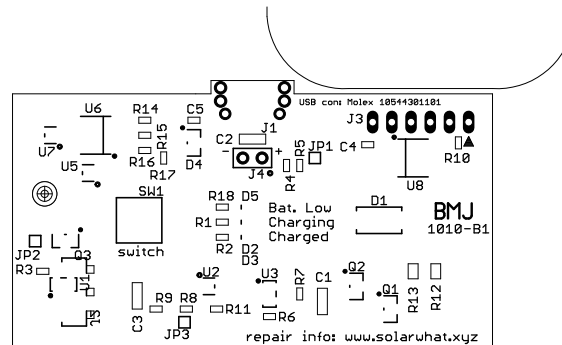 USB con: Molex 10544301101
U6
R14
C5
J1
J3
U7
R15
C2
- +
R5
JP1
C4
R10
R16
D4
U5
R17
J4
R4
U8
SW1
R18
D5
Bat. Low
D1
BMJ
R1
Charging
1010-B1
JP2
switch
R2
D2
Charged
Q3
D3
R3
U1
U2
U3
R7
C1
Q2
R13
R12
J5
C3
R9
R8
R11
R6
Q1
JP3
repair info: www.solarwhat.xyz